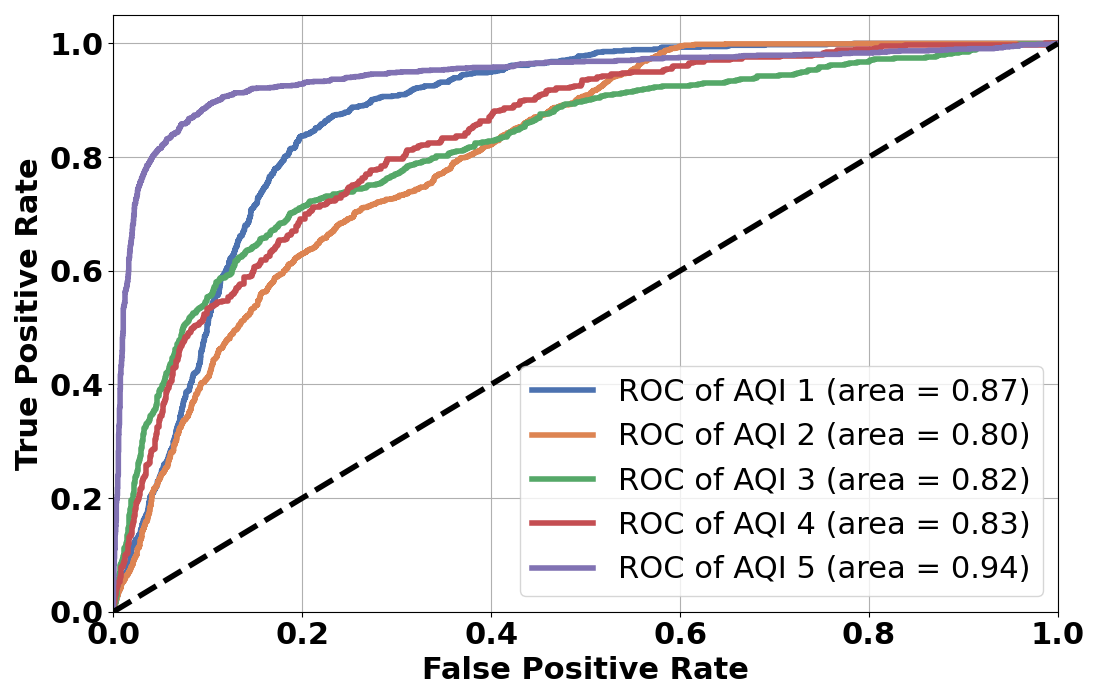 True Positive Rate
1.0
0.8
0.6
0.4
0.2
0.0
0.0 0.2 0.4 0.6 0.8 1.0
False Positive Rate
ROC of AQI 1 (area = 0.87)
ROC of AQI 2 (area = 0.80)
ROC of AQI 3 (area = 0.82)
ROC of AQI 4 (area = 0.83)
ROC of AQI 5 (area = 0.94)